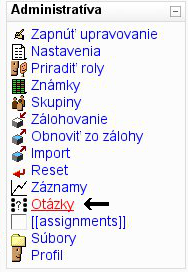 Administratíva
Zapnúť upravovanie
Nastavenia
Priradiť roly
Známky
Skupiny
Zálohovanie
Obnoviť zo zálohy
Import
Reset
Záznamy
Otázky
[[assignments]]
Súbory
Profil